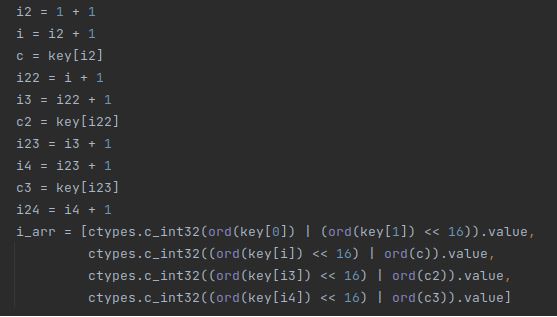 i2 = 1 + 1
i = i2 + 1
c = key[i2]
i22 = i + 1
i3 = i22 + 1
c2 = key[i22]
i23 = i3 + 1
i4 = i23 + 1
c3 = key[i23]
i24 = i4 + 1
i_arr = [ctypes.c_int32(ord(key[0]) | (ord(key[1]) << 16)).value,
ctypes.c_int32((ord(key[i]) << 16) | ord(c)).value,
ctypes.c_int32((ord(key[i3]) << 16) | ord(c2)).value,
ctypes.c_int32((ord(key[i4]) << 16) | ord(c3)).value]